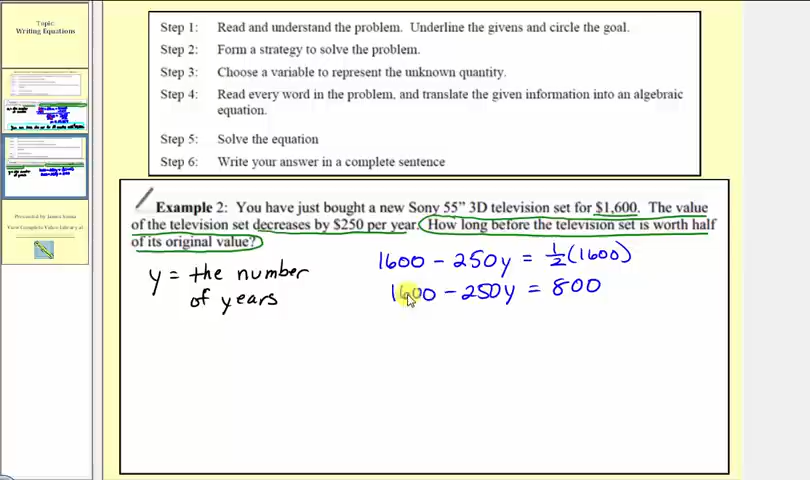 Topic:
Writing Equations
Step 1: Read and understand the problem. Underline the givens and circle the goal.
Step 2: Form a strategy to solve the problem.
Step 3: Choose a variable to represent the unknown quantity.
Step 4: Read every word in the problem, and translate the given information into an algebraic
equation.
Step 5: Solve the equation
Step 6: Write your answer in a complete sentence
Example 2: You have just bought a new Sony 55" 3D television set for $1,600. The value
of the television set decreases by $250 per year. How long before the television set is worth half
of its original value?
y = the number
of years
1600 - 250y = 1/2(1600)
1600 - 250y = 800